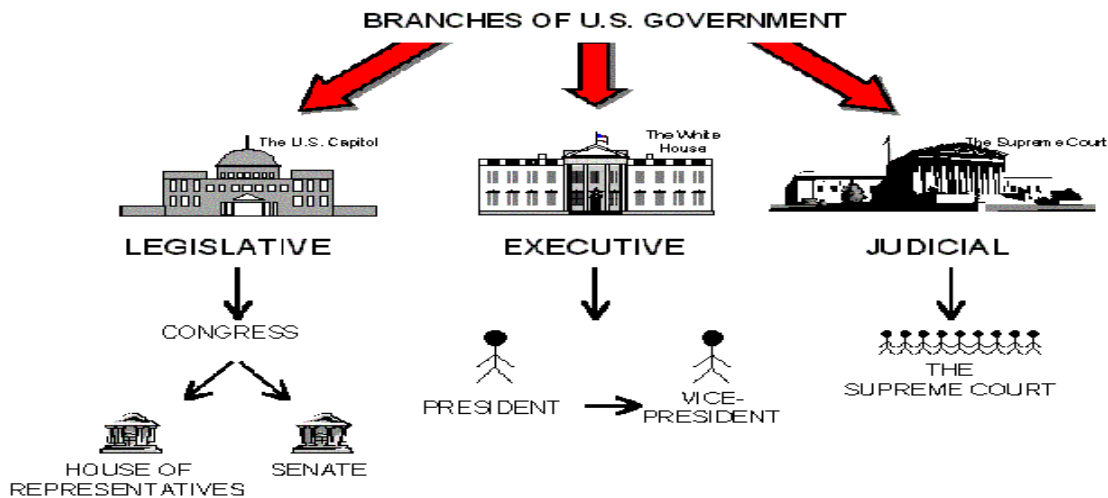 BRANCHES OF U.S. GOVERNMENT
The U.S. Capitol
The White
House
The Supreme Court
LEGISLATIVE
EXECUTIVE
JUDICIAL
CONGRESS
PRESIDENT
VICE-
PRESIDENT
THE
SUPREME COURT
HOUSE OF
REPRESENTATIVES
SENATE